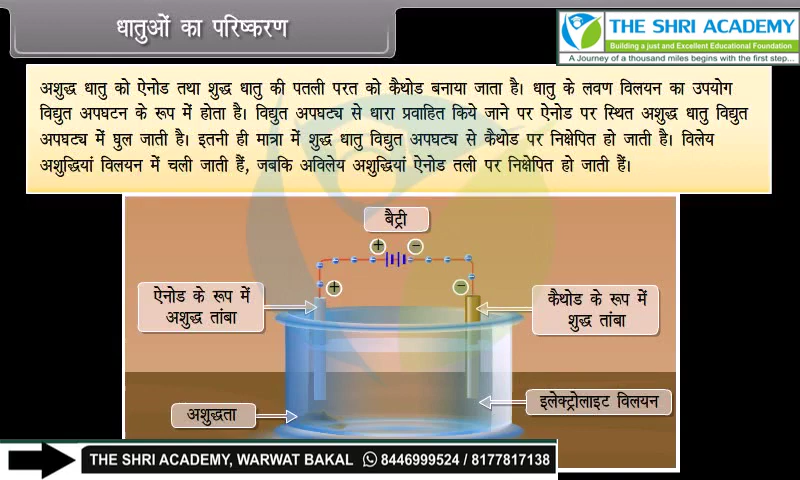 धातुओं का परिष्करण
THE SHRI ACADEMY
Building a just and Excellent Educational Foundation
A Journey of a thousand miles begins with the first step...
अशुद्ध धातु को ऐनोड तथा शुद्ध धातु की पतली परत को कैथोड बनाया जाता है। धातु के लवण विलयन का उपयोग
विद्युत अपघटन के रूप में होता है। विद्युत अपघट्य से धारा प्रवाहित किये जाने पर ऐनोड पर स्थित अशुद्ध धातु विद्युत
अपघट्य में घुल जाती है। इतनी ही मात्रा में शुद्ध धातु विद्युत अपघट्य से कैथोड पर निक्षेपित हो जाती है। विलेय
अशुद्धियां विलयन में चली जाती हैं, जबकि अविलेय अशुद्धियां ऐनोड तली पर निक्षेपित हो जाती हैं।
बैट्री
+ −
+ −
ऐनोड के रूप में
अशुद्ध तांबा
कैथोड के रूप में
शुद्ध तांबा
इलेक्ट्रोलाइट विलयन
अशुद्धता
THE SHRI ACADEMY, WARWAT BAKAL 8446999524 / 8177817138